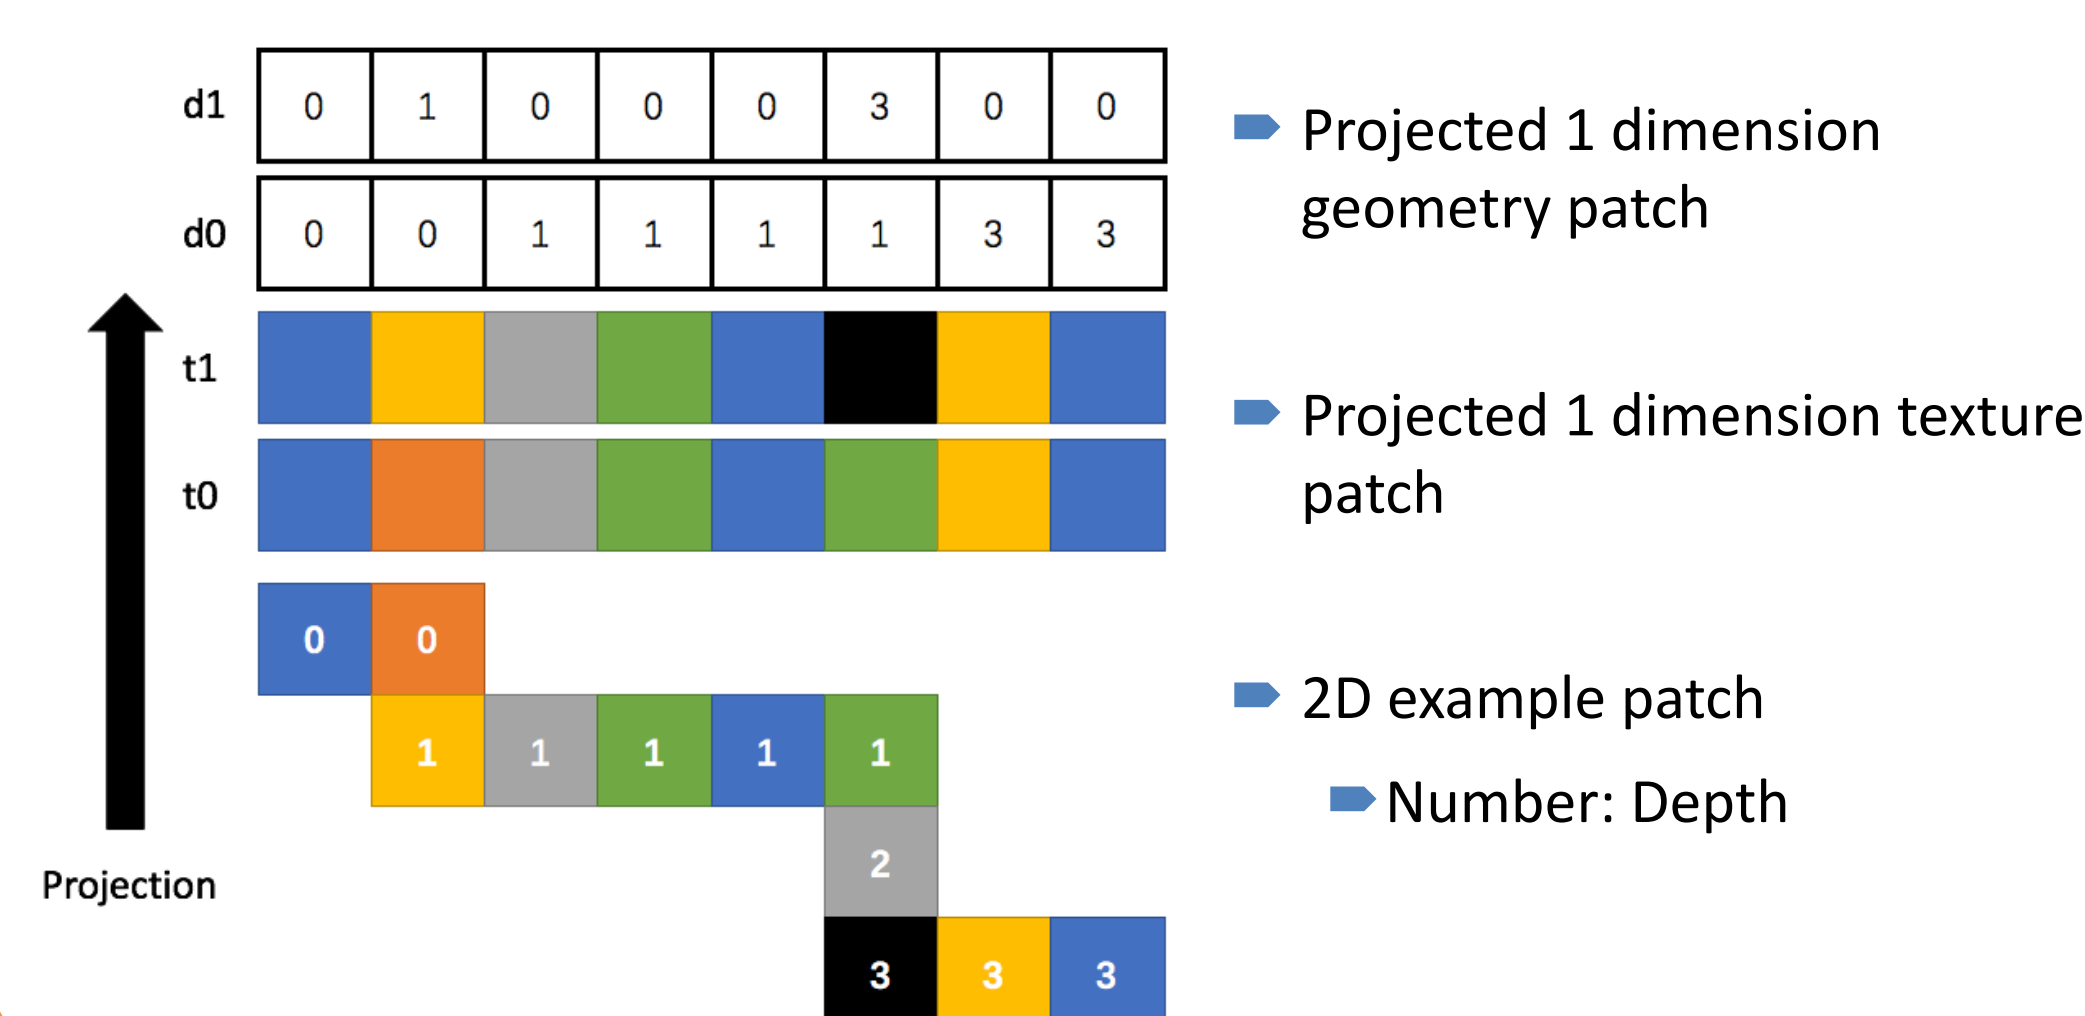 d1 0 1 0 0 0 3 0 0
d0 0 0 1 1 1 1 3 3
t1
t0
0 0
1 1 1 1 1
2
3 3 3
Projection
Projected 1 dimension
geometry patch
Projected 1 dimension texture
patch
2D example patch
Number: Depth